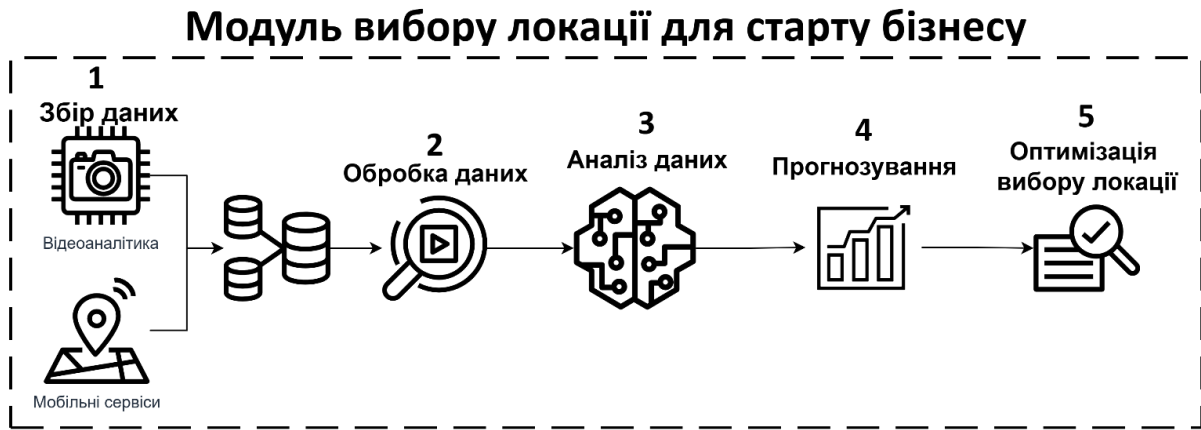 Модуль вибору локації для старту бізнесу
1
Збір даних
Відеоаналітика
Мобільні сервіси
2
Обробка даних
3
Аналіз даних
4
Прогнозування
5
Оптимізація
вибору локації